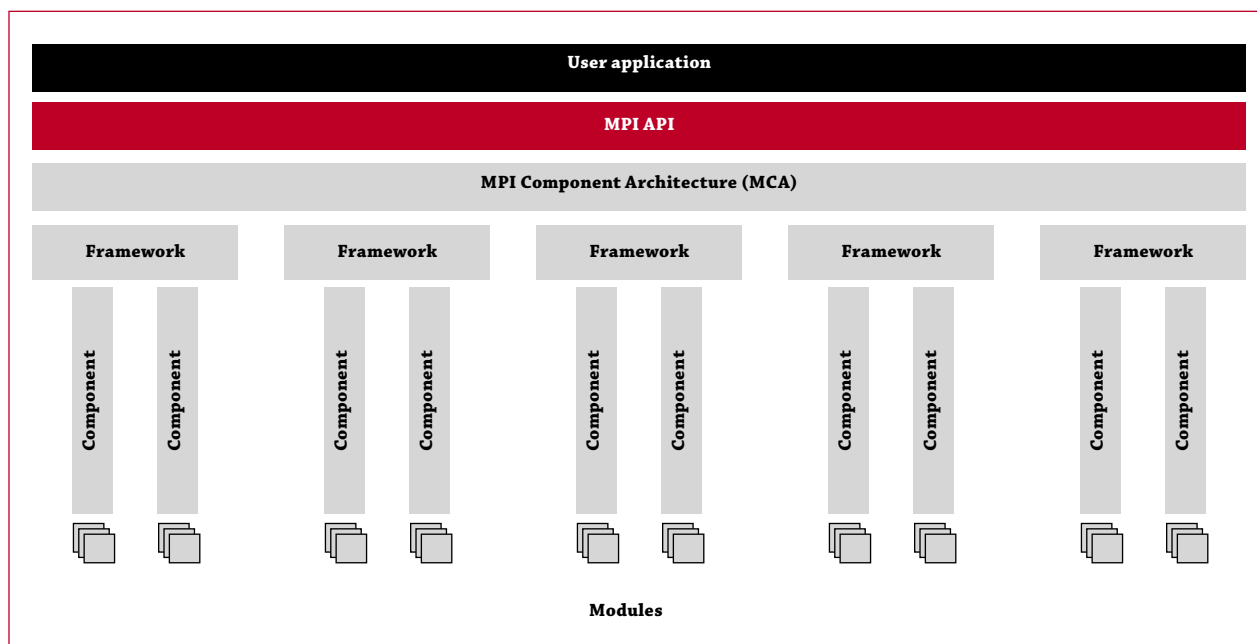 User application
MPI API
MPI Component Architecture (MCA)
Framework Framework Framework Framework Framework
Component Component Component Component Component Component Component Component Component Component
Modules